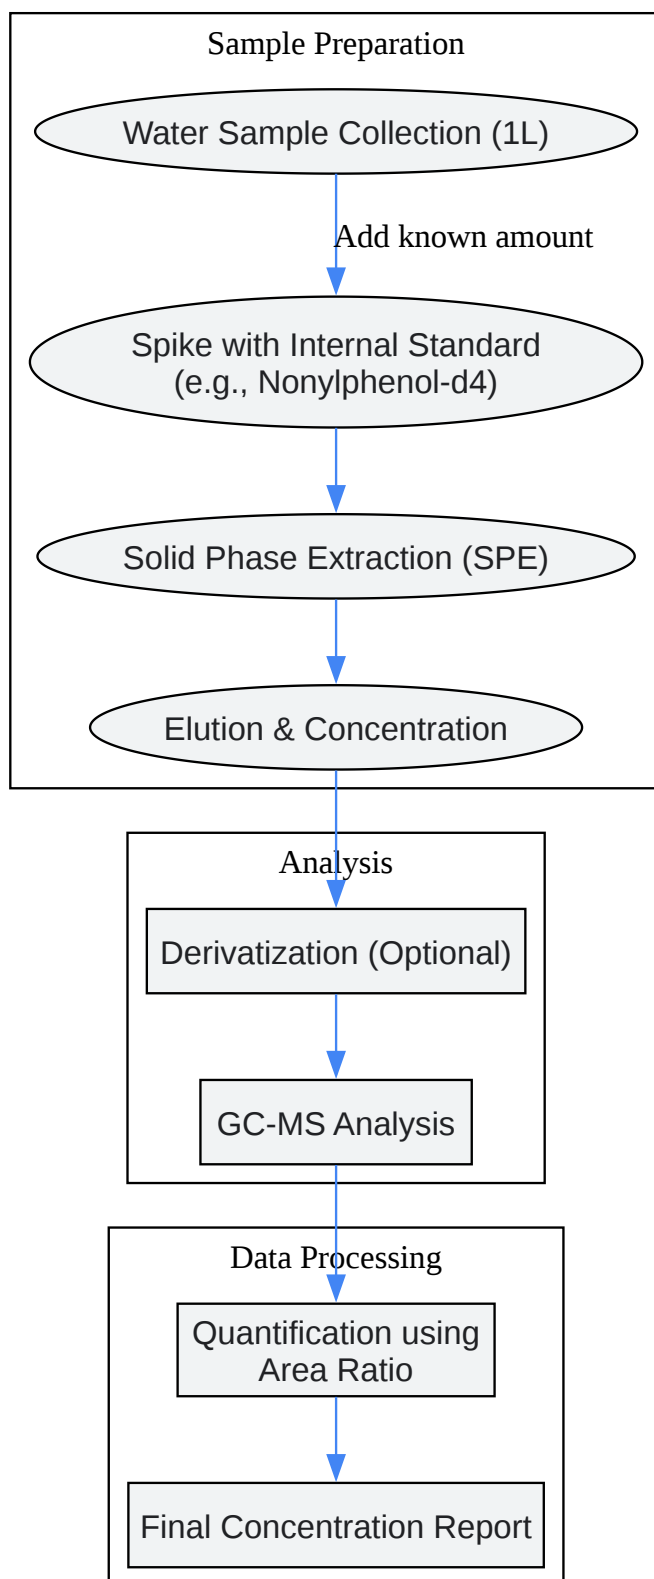 Sample Preparation
Water Sample Collection (1L)
Add known amount
Spike with Internal Standard
(e.g., Nonylphenol-d4)
Solid Phase Extraction (SPE)
Elution & Concentration
Analysis
Derivatization (Optional)
GC-MS Analysis
Data Processing
Quantification using
Area Ratio
Final Concentration Report